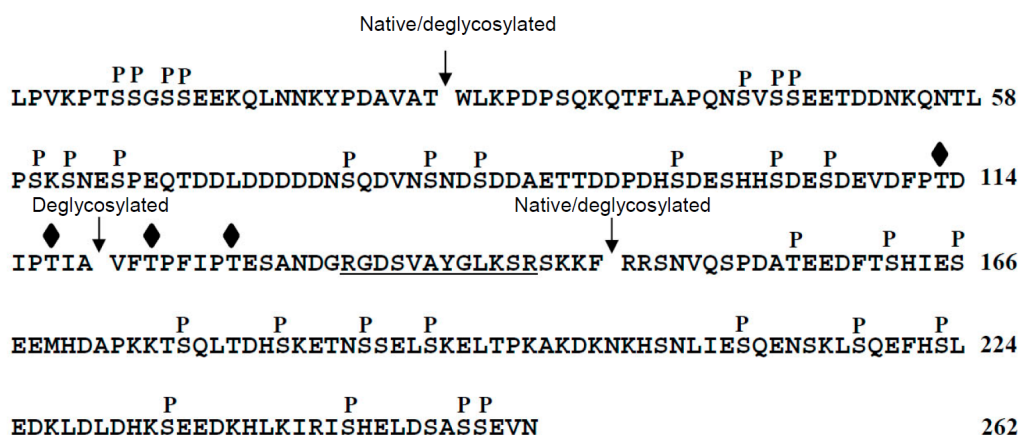 Native/deglycosylated
P P P P P P P
LPVKPTSSGSSEEKQLNNKYPDAVAT WLKPDPSQKQTFLAPQNSVSSEETDDNKQNTL 58
P P P P P P P P P
PSKSNESPEQTDDLDDDDDNSQDVNSNDSDDAETTDDPDHSDESHHSDESDEVDFPTD 114
Deglycosylated Native/deglycosylated
P P P
IPTIA VFTPFIPTESANDGRGDSVAYGLKSRSKKF RRSNVQSPDATEEDFTSHIES 166
P P P P P P P
EEMHDAPKKTSQLTDHSKETNSSELSKELTPKAKDKNKHSNLIESQENSKLSQEFHSL 224
P P P P
EDKLDLDHKSEEDKHLKIRISHELDSASSEVN 262